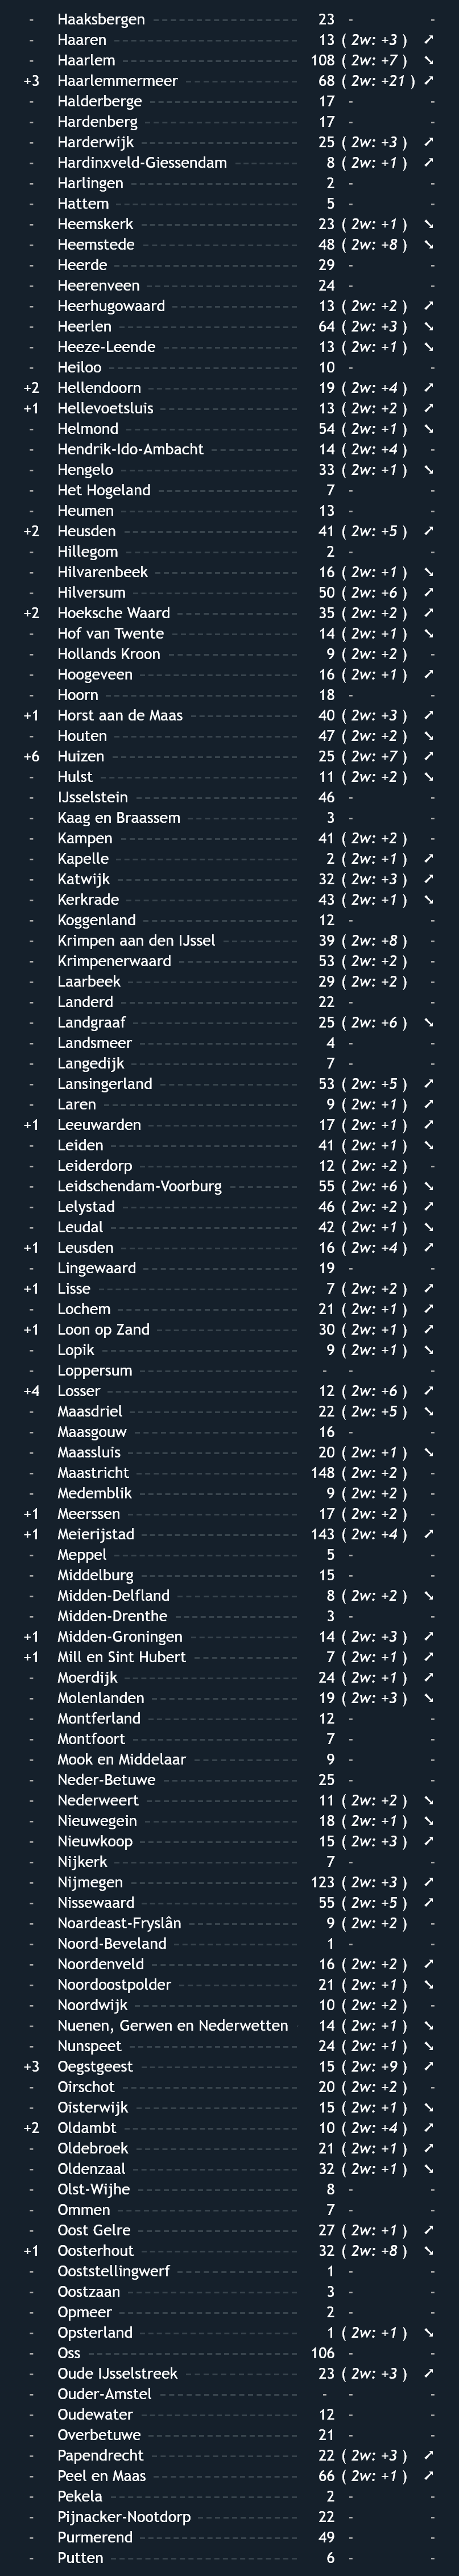 - Haaksbergen 23 - -
- Haaren 13 ( 2w: +3 ) ➚
- Haarlem 108 ( 2w: +7 ) ➘
+3 Haarlemmermeer 68 ( 2w: +21 ) ➚
- Halderberge 17 - -
- Hardenberg 17 - -
- Harderwijk 25 ( 2w: +3 ) ➚
- Hardinxveld-Giessendam 8 ( 2w: +1 ) ➚
- Harlingen 2 - -
- Hattem 5 - -
- Heemskerk 23 ( 2w: +1 ) ➘
- Heemstede 48 ( 2w: +8 ) ➘
- Heerde 29 - -
- Heerenveen 24 - -
- Heerhugowaard 13 ( 2w: +2 ) ➚
- Heerlen 64 ( 2w: +3 ) ➘
- Heeze-Leende 13 ( 2w: +1 ) ➘
- Heiloo 10 - -
+2 Hellendoorn 19 ( 2w: +4 ) ➚
+1 Hellevoetsluis 13 ( 2w: +2 ) ➚
- Helmond 54 ( 2w: +1 ) ➘
- Hendrik-Ido-Ambacht 14 ( 2w: +4 ) -
- Hengelo 33 ( 2w: +1 ) ➘
- Het Hogeland 7 - -
- Heumen 13 - -
+2 Heusden 41 ( 2w: +5 ) ➚
- Hillegom 2 - -
- Hilvarenbeek 16 ( 2w: +1 ) ➘
- Hilversum 50 ( 2w: +6 ) ➚
+2 Hoeksche Waard 35 ( 2w: +2 ) ➚
- Hof van Twente 14 ( 2w: +1 ) ➘
- Hollands Kroon 9 ( 2w: +2 ) -
- Hoogeveen 16 ( 2w: +1 ) ➚
- Hoorn 18 - -
+1 Horst aan de Maas 40 ( 2w: +3 ) ➚
- Houten 47 ( 2w: +2 ) ➘
+6 Huizen 25 ( 2w: +7 ) ➚
- Hulst 11 ( 2w: +2 ) ➘
- IJsselstein 46 - -
- Kaag en Braassem 3 - -
- Kampen 41 ( 2w: +2 ) -
- Kapelle 2 ( 2w: +1 ) ➚
- Katwijk 32 ( 2w: +3 ) ➚
- Kerkrade 43 ( 2w: +1 ) ➘
- Koggenland 12 - -
- Krimpen aan den IJssel 39 ( 2w: +8 ) -
- Krimpenerwaard 53 ( 2w: +2 ) -
- Laarbeek 29 ( 2w: +2 ) -
- Landerd 22 - -
- Landgraaf 25 ( 2w: +6 ) ➘
- Landsmeer 4 - -
- Langedijk 7 - -
- Lansingerland 53 ( 2w: +5 ) ➚
- Laren 9 ( 2w: +1 ) ➚
+1 Leeuwarden 17 ( 2w: +1 ) ➚
- Leiden 41 ( 2w: +1 ) ➘
- Leiderdorp 12 ( 2w: +2 ) -
- Leidschendam-Voorburg 55 ( 2w: +6 ) ➘
- Lelystad 46 ( 2w: +2 ) ➚
- Leudal 42 ( 2w: +1 ) ➘
+1 Leusden 16 ( 2w: +4 ) ➚
- Lingewaard 19 - -
+1 Lisse 7 ( 2w: +2 ) ➚
- Lochem 21 ( 2w: +1 ) ➚
+1 Loon op Zand 30 ( 2w: +1 ) ➚
- Lopik 9 ( 2w: +1 ) ➘
- Loppersum - - -
+4 Losser 12 ( 2w: +6 ) ➚
- Maasdriel 22 ( 2w: +5 ) ➘
- Maasgouw 16 - -
- Maassluis 20 ( 2w: +1 ) ➘
- Maastricht 148 ( 2w: +2 ) -
- Medemblik 9 ( 2w: +2 ) -
+1 Meerssen 17 ( 2w: +2 ) -
+1 Meierijstad 143 ( 2w: +4 ) ➚
- Meppel 5 - -
- Middelburg 15 - -
- Midden-Delfland 8 ( 2w: +2 ) ➘
- Midden-Drenthe 3 - -
+1 Midden-Groningen 14 ( 2w: +3 ) ➚
+1 Mill en Sint Hubert 7 ( 2w: +1 ) ➚
- Moerdijk 24 ( 2w: +1 ) ➚
- Molenlanden 19 ( 2w: +3 ) ➘
- Montferland 12 - -
- Montfoort 7 - -
- Mook en Middelaar 9 - -
- Neder-Betuwe 25 - -
- Nederweert 11 ( 2w: +2 ) ➘
- Nieuwegein 18 ( 2w: +1 ) ➘
- Nieuwkoop 15 ( 2w: +3 ) ➚
- Nijkerk 7 - -
- Nijmegen 123 ( 2w: +3 ) ➚
- Nissewaard 55 ( 2w: +5 ) ➚
- Noardeast-Fryslân 9 ( 2w: +2 ) -
- Noord-Beveland 1 - -
- Noordenveld 16 ( 2w: +2 ) ➚
- Noordoostpolder 21 ( 2w: +1 ) ➘
- Noordwijk 10 ( 2w: +2 ) -
- Nuenen, Gerwen en Nederwetten 14 ( 2w: +1 ) ➘
- Nunspeet 24 ( 2w: +1 ) ➘
+3 Oegstgeest 15 ( 2w: +9 ) ➚
- Oirschot 20 ( 2w: +2 ) -
- Oisterwijk 15 ( 2w: +1 ) ➘
+2 Oldambt 10 ( 2w: +4 ) ➚
- Oldebroek 21 ( 2w: +1 ) ➚
- Oldenzaal 32 ( 2w: +1 ) ➘
- Olst-Wijhe 8 - -
- Ommen 7 - -
- Oost Gelre 27 ( 2w: +1 ) ➚
+1 Oosterhout 32 ( 2w: +8 ) ➘
- Ooststellingwerf 1 - -
- Oostzaan 3 - -
- Opmeer 2 - -
- Opsterland 1 ( 2w: +1 ) ➘
- Oss 106 - -
- Oude IJsselstreek 23 ( 2w: +3 ) ➚
- Ouder-Amstel - - -
- Oudewater 12 - -
- Overbetuwe 21 - -
- Papendrecht 22 ( 2w: +3 ) ➚
- Peel en Maas 66 ( 2w: +1 ) ➚
- Pekela 2 - -
- Pijnacker-Nootdorp 22 - -
- Purmerend 49 - -
- Putten 6 - -